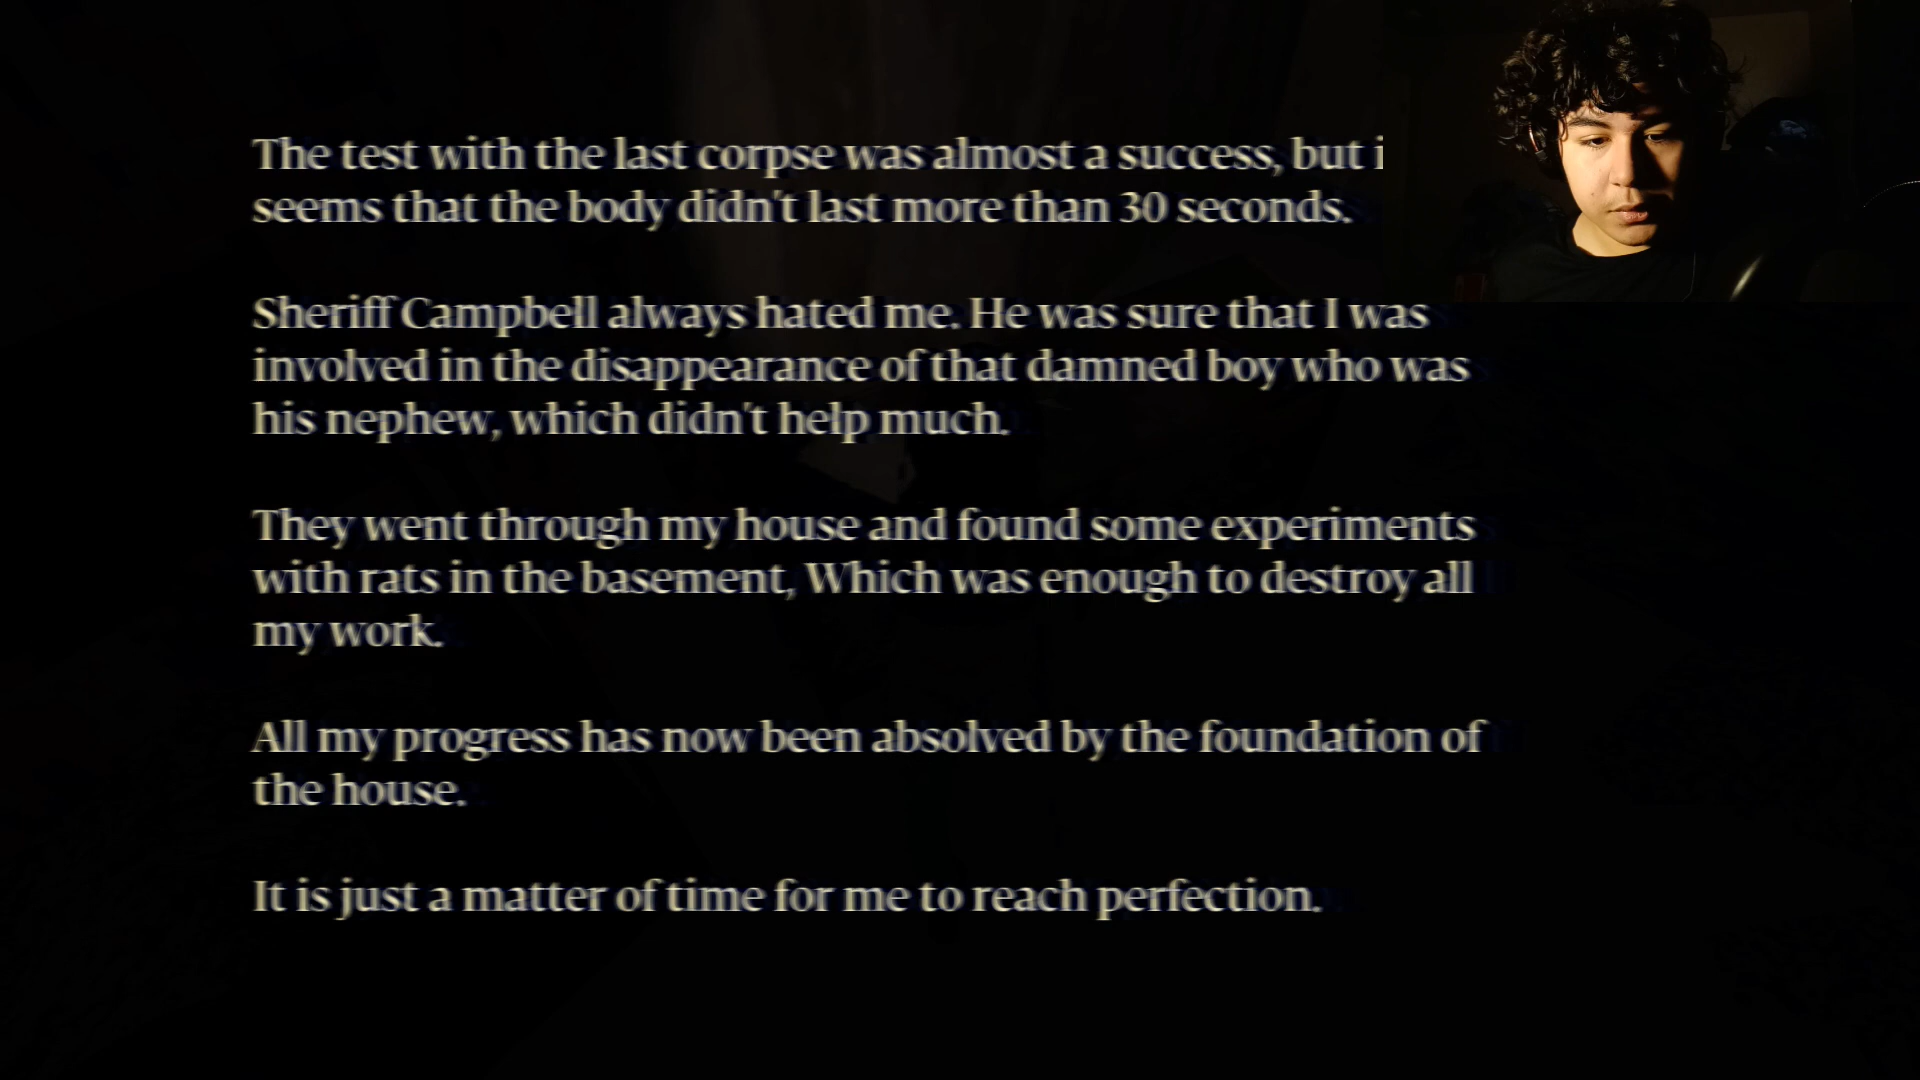 The test with the last corpse was almost a success, but i
seems that the body didn't last more than 30 seconds.
Sheriff Campbell always hated me. He was sure that I was
involved in the disappearance of that damned boy who was
his nephew, which didn't help much.
They went through my house and found some experiments
with rats in the basement, Which was enough to destroy all
my work.
All my progress has now been absolved by the foundation of
the house.
It is just a matter of time for me to reach perfection.